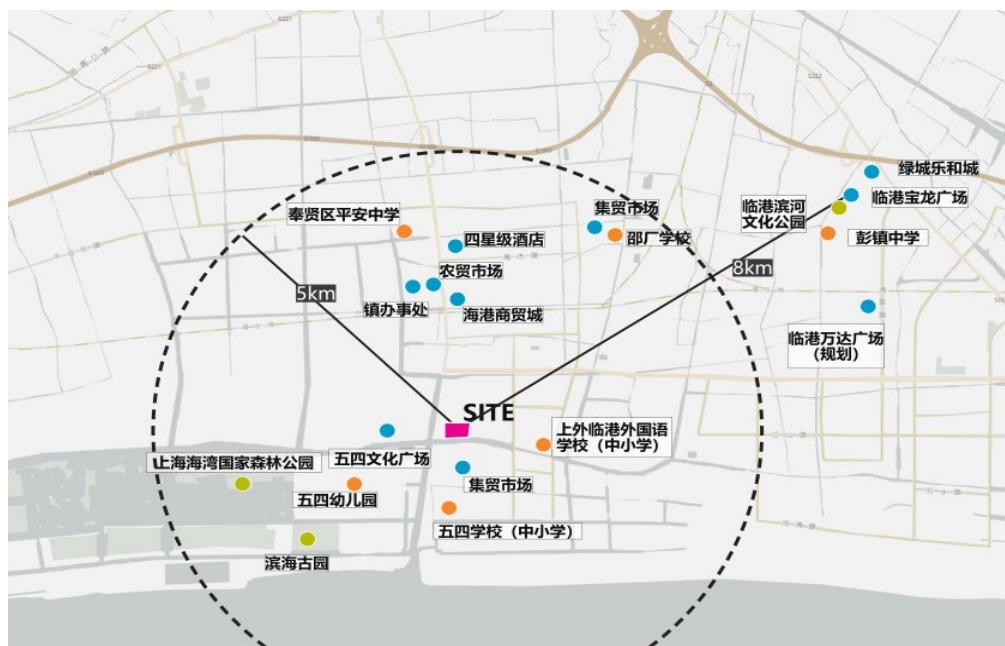 S221
S221
S2
S222
G1503
G1503
绿城乐和城
临港宝龙广场
临港滨河
文化公园
彭镇中学
集贸市场
邵厂学校
奉贤区平安中学
四星级酒店
农贸市场
镇办事处
海港商贸城
5km
8km
临港万达广场
(规划)
SITE
上外临港外国语
学校(中小学)
五四文化广场
上海海湾国家森林公园
五四幼儿园
集贸市场
五四学校(中小学)
滨海古园